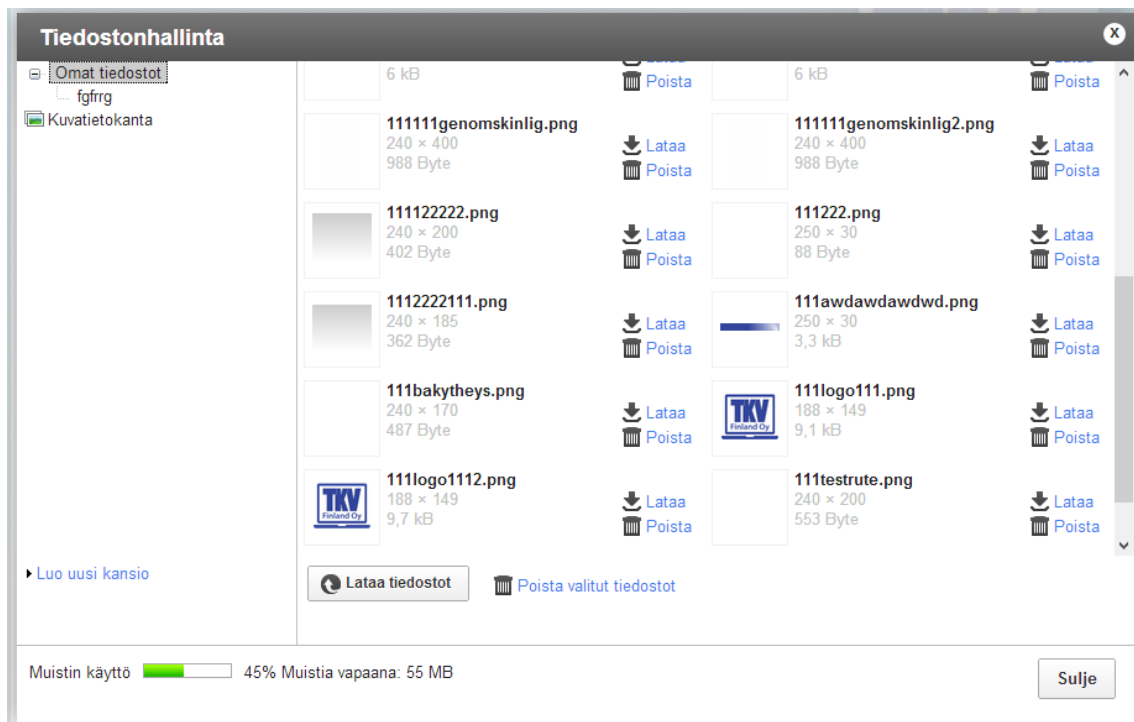 Tiedostonhallinta
x
Omat tiedostot
fgfrrg
Kuvatietokanta
6 kB
Poista
6 kB
Poista
111111genomskinlig.png
240 × 400
988 Byte
Lataa
Poista
111111genomskinlig2.png
240 × 400
988 Byte
Lataa
Poista
111122222.png
240 × 200
402 Byte
Lataa
Poista
111222.png
250 × 30
88 Byte
Lataa
Poista
1112222111.png
240 × 185
362 Byte
Lataa
Poista
111awdawdawdwd.png
250 × 30
3,3 kB
Lataa
Poista
111bakytheys.png
240 × 170
487 Byte
Lataa
Poista
TKV
Finland Oy
111logo111.png
188 × 149
9,1 kB
Lataa
Poista
TKV
Finland Oy
111logo1112.png
188 × 149
9,7 kB
Lataa
Poista
111testrute.png
240 × 200
553 Byte
Lataa
Poista
Luo uusi kansio
Lataa tiedostot
Poista valitut tiedostot
Muistin käyttö 45% Muistia vapaana: 55 MB
Sulje